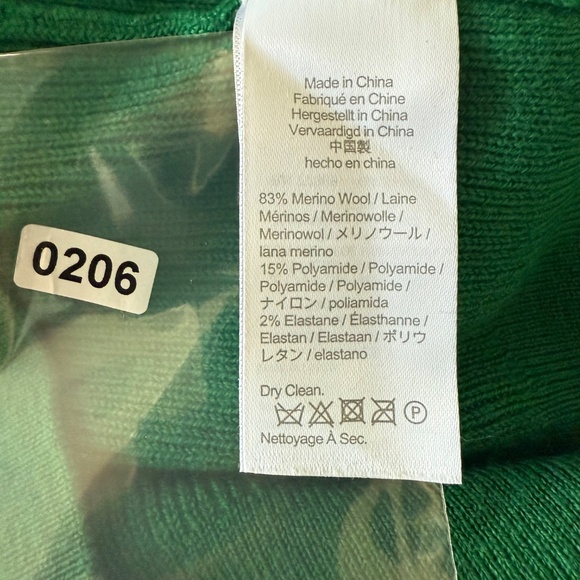 Made in China
Fabriqué en Chine
Hergestellt in China
Vervaardigd in China
中国製
hecho en china
83% Merino Wool / Laine
Mérinos / Merinowolle /
Merinowol / メリノウール /
lana merino
15% Polyamide / Polyamide /
Polyamide / Polyamide /
ナイロン / poliamida
2% Elastane / Élasthanne /
Elastan / Elastaan / ポリウ
レタン / elastano
Dry Clean.
P
Nettoyage À Sec.
0206